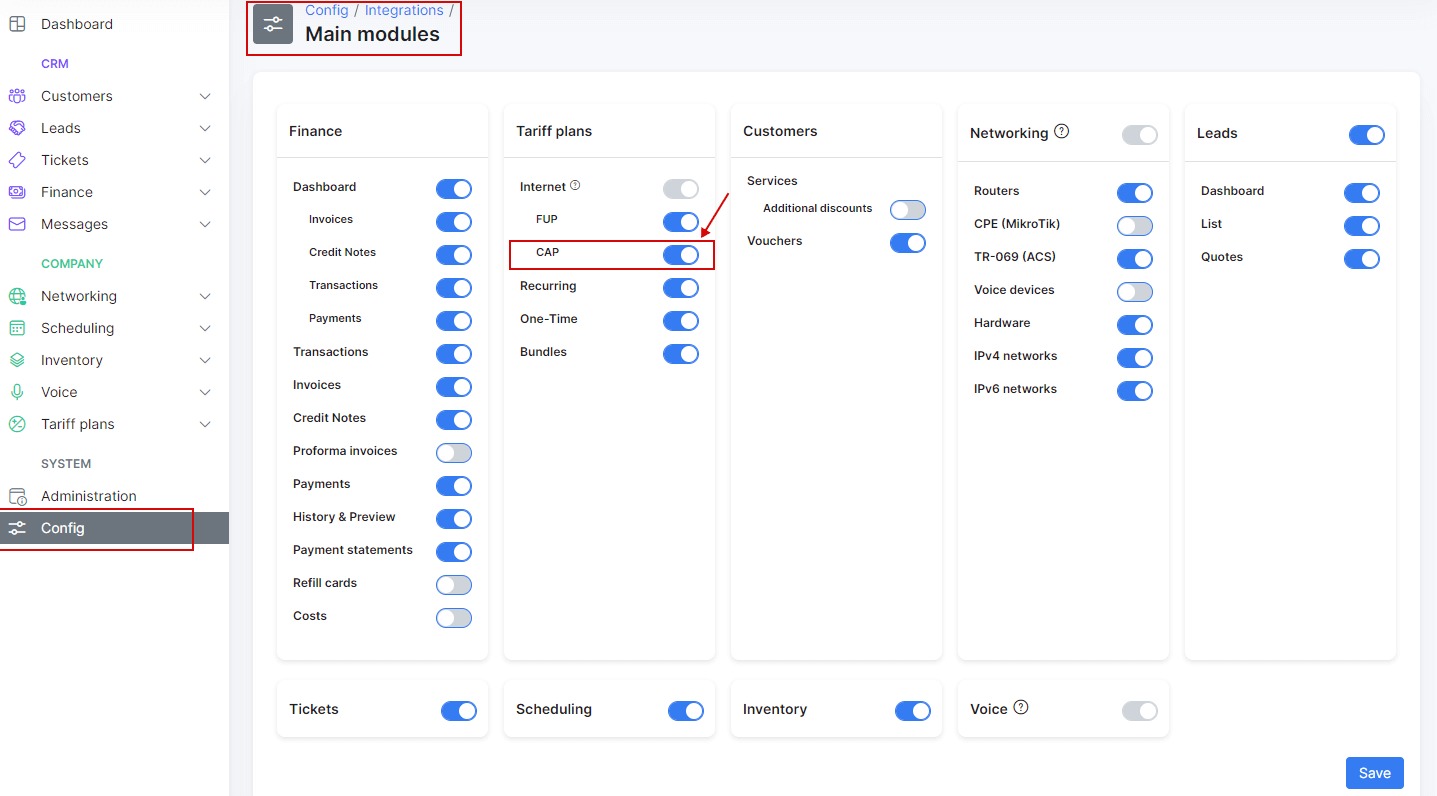 Dashboard
CRM
Customers
Leads
Tickets
Finance
Messages
COMPANY
Networking
Scheduling
Inventory
Voice
Tariff plans
SYSTEM
Administration
Config
Config / Integrations /
Main modules
Finance
Dashboard
Invoices
Credit Notes
Transactions
Payments
Transactions
Invoices
Credit Notes
Proforma invoices
Payments
History & Preview
Payment statements
Refill cards
Costs
Tariff plans
Internet ?
FUP
CAP
Recurring
One-Time
Bundles
Customers
Services
Additional discounts
Vouchers
Networking ?
Routers
CPE (MikroTik)
TR-069 (ACS)
Voice devices
Hardware
IPv4 networks
IPv6 networks
Leads
Dashboard
List
Quotes
Tickets
Scheduling
Inventory
Voice ?
Save